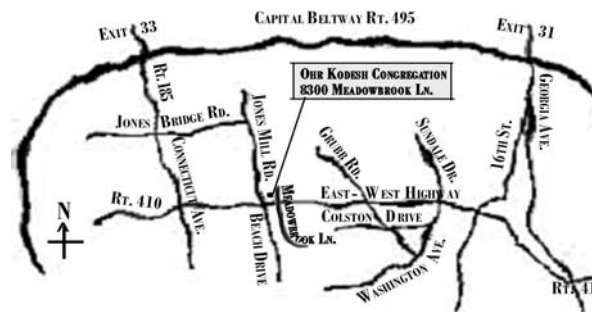 Capital Beltway Rt. 495
Exit 33
Exit 31
Ohr Kodesh Congregation
8300 Meadowbrook Ln.
Rt. 185
Georgia Ave.
Jones Bridge Rd.
Jones Mill Rd.
Grubb Rd.
Sundale Dr.
16th St.
Connecticut Ave.
Rt. 410
East-West Highway
Meadowbrook Ln.
Colston Drive
N
Beach Drive
Washington Ave.
Rt. 41